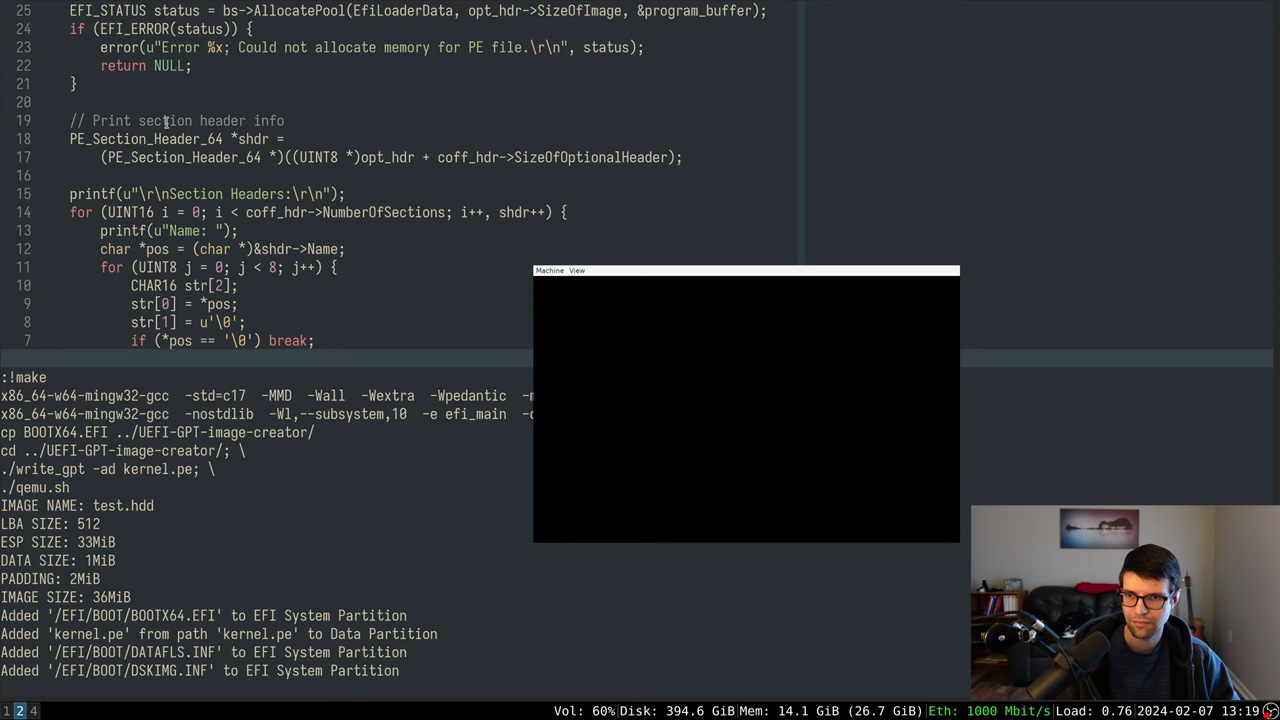 25     EFI_STATUS status = bs->AllocatePool(EfiLoaderData, opt_hdr->SizeOfImage, &program_buffer);
24     if (EFI_ERROR(status)) {
23         error(u"Error %x; Could not allocate memory for PE file.\r\n", status);
22         return NULL;
21     }
20
19     // Print section header info
18     PE_Section_Header_64 *shdr =
17         (PE_Section_Header_64 *)((UINT8 *)opt_hdr + coff_hdr->SizeOfOptionalHeader);
16
15     printf(u"\r\nSection Headers:\r\n");
14     for (UINT16 i = 0; i < coff_hdr->NumberOfSections; i++, shdr++) {
13         printf(u"Name: ");
12         char *pos = (char *)&shdr->Name;
11         for (UINT8 j = 0; j < 8; j++) {
10             CHAR16 str[2];
9             str[0] = *pos;
8             str[1] = u'\0';
7             if (*pos == '\0') break;
Machine View
:!make
x86_64-w64-mingw32-gcc  -std=c17  -MMD  -Wall  -Wextra  -Wpedantic
x86_64-w64-mingw32-gcc  -nostdlib  -Wl,--subsystem,10  -e efi_main
cp BOOTX64.EFI ../UEFI-GPT-image-creator/
cd ../UEFI-GPT-image-creator/; \
./write_gpt -ad kernel.pe; \
./qemu.sh
IMAGE NAME: test.hdd
LBA SIZE: 512
ESP SIZE: 33MiB
DATA SIZE: 1MiB
PADDING: 2MiB
IMAGE SIZE: 36MiB
Added '/EFI/BOOT/BOOTX64.EFI' to EFI System Partition
Added 'kernel.pe' from path 'kernel.pe' to Data Partition
Added '/EFI/BOOT/DATAFLS.INF' to EFI System Partition
Added '/EFI/BOOT/DSKIMG.INF' to EFI System Partition
1 2 4 Vol: 60%|Disk: 394.6 GiB|Mem: 14.1 GiB (26.7 GiB)|Eth: 1000 Mbit/s|Load: 0.76|2024-02-07 13:19